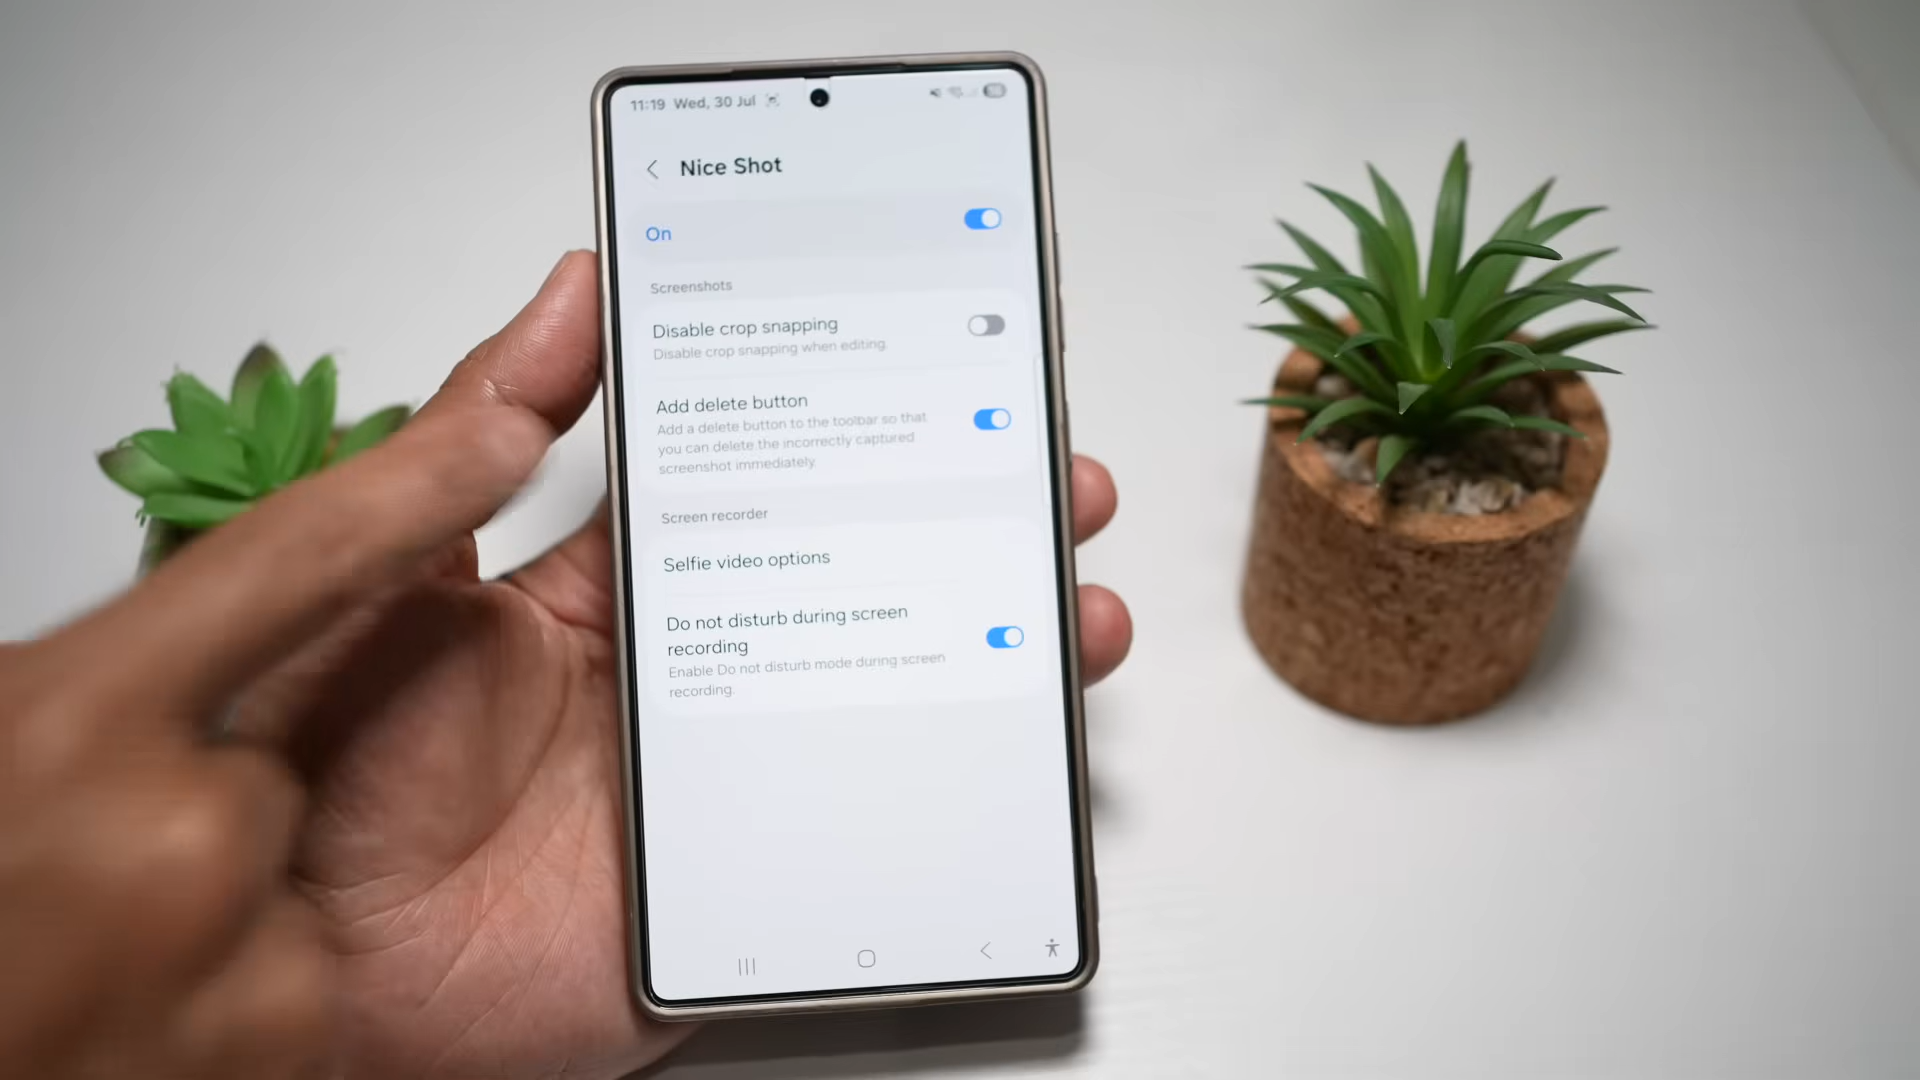 11:19 Wed, 30 Jul
Nice Shot
On
Screenshots
Disable crop snapping
Disable crop snapping when editing.
Add delete button
Add a delete button to the toolbar so that
you can delete the incorrectly captured
screenshot immediately.
Screen recorder
Selfie video options
Do not disturb during screen
recording
Enable Do not disturb mode during screen
recording.